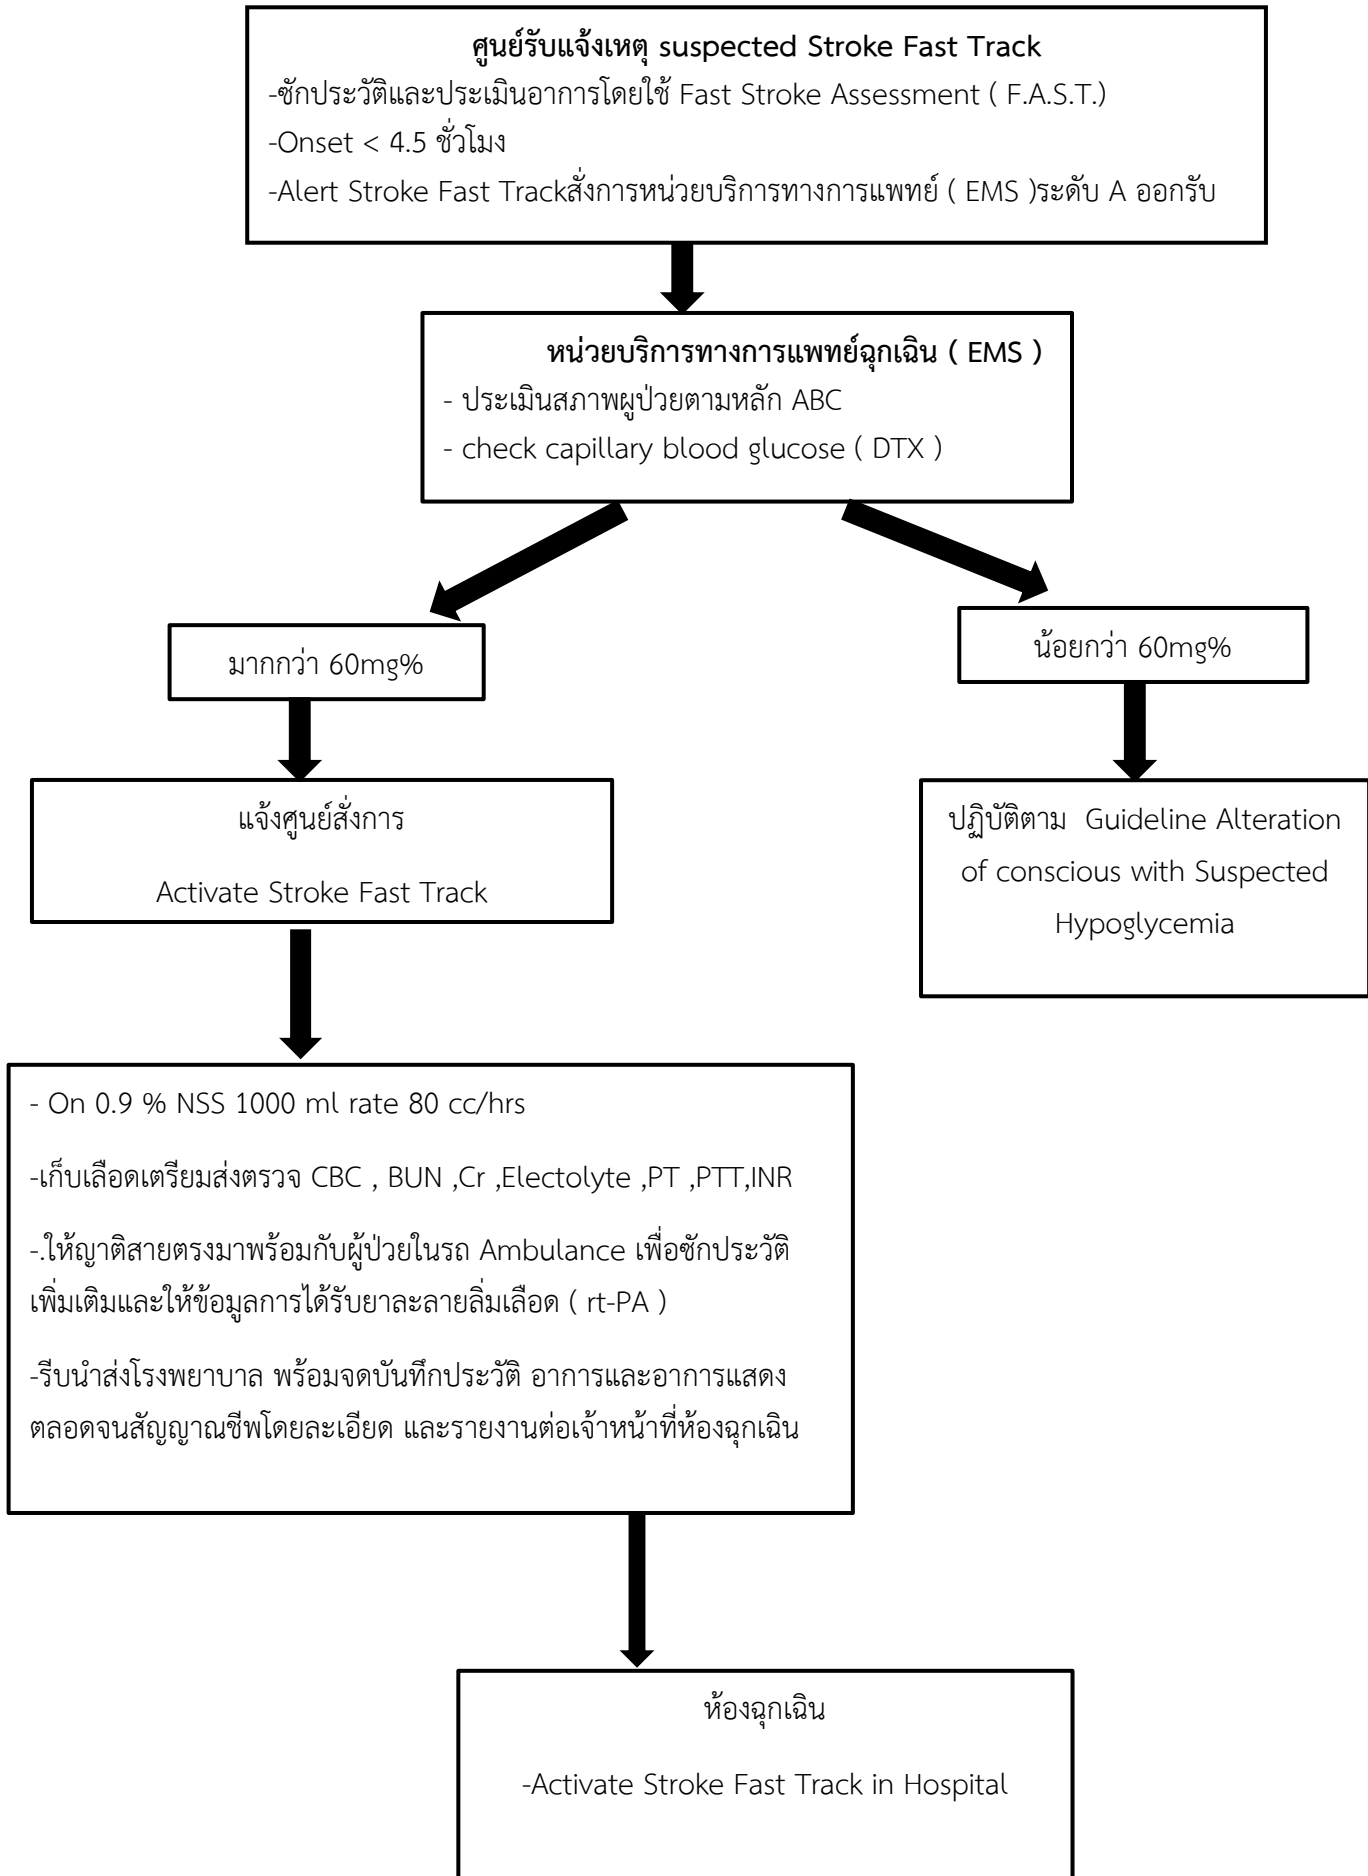 ศูนย์รับแจ้งเหตุ suspected Stroke Fast Track
-ซักประวัติและประเมินอาการโดยใช้ Fast Stroke Assessment ( F.A.S.T.)
-Onset < 4.5 ชั่วโมง
-Alert Stroke Fast Trackสั่งการหน่วยบริการทางการแพทย์ ( EMS )ระดับ A ออกรับ
หน่วยบริการทางการแพทย์ฉุกเฉิน ( EMS )
- ประเมินสภาพผู้ป่วยตามหลัก ABC
- check capillary blood glucose ( DTX )
มากกว่า 60mg%
น้อยกว่า 60mg%
แจ้งศูนย์สั่งการ
Activate Stroke Fast Track
ปฏิบัติตาม Guideline Alteration
of conscious with Suspected
Hypoglycemia
- On 0.9 % NSS 1000 ml rate 80 cc/hrs
-เก็บเลือดเตรียมส่งตรวจ CBC , BUN ,Cr ,Electolyte ,PT ,PTT,INR
-.ให้ญาติสายตรงมาพร้อมกับผู้ป่วยในรถ Ambulance เพื่อซักประวัติ
เพิ่มเติมและให้ข้อมูลการได้รับยาละลายลิ่มเลือด ( rt-PA )
-รีบนำส่งโรงพยาบาล พร้อมจดบันทึกประวัติ อาการและอาการแสดง
ตลอดจนสัญญาณชีพโดยละเอียด และรายงานต่อเจ้าหน้าที่ห้องฉุกเฉิน
ห้องฉุกเฉิน
-Activate Stroke Fast Track in Hospital